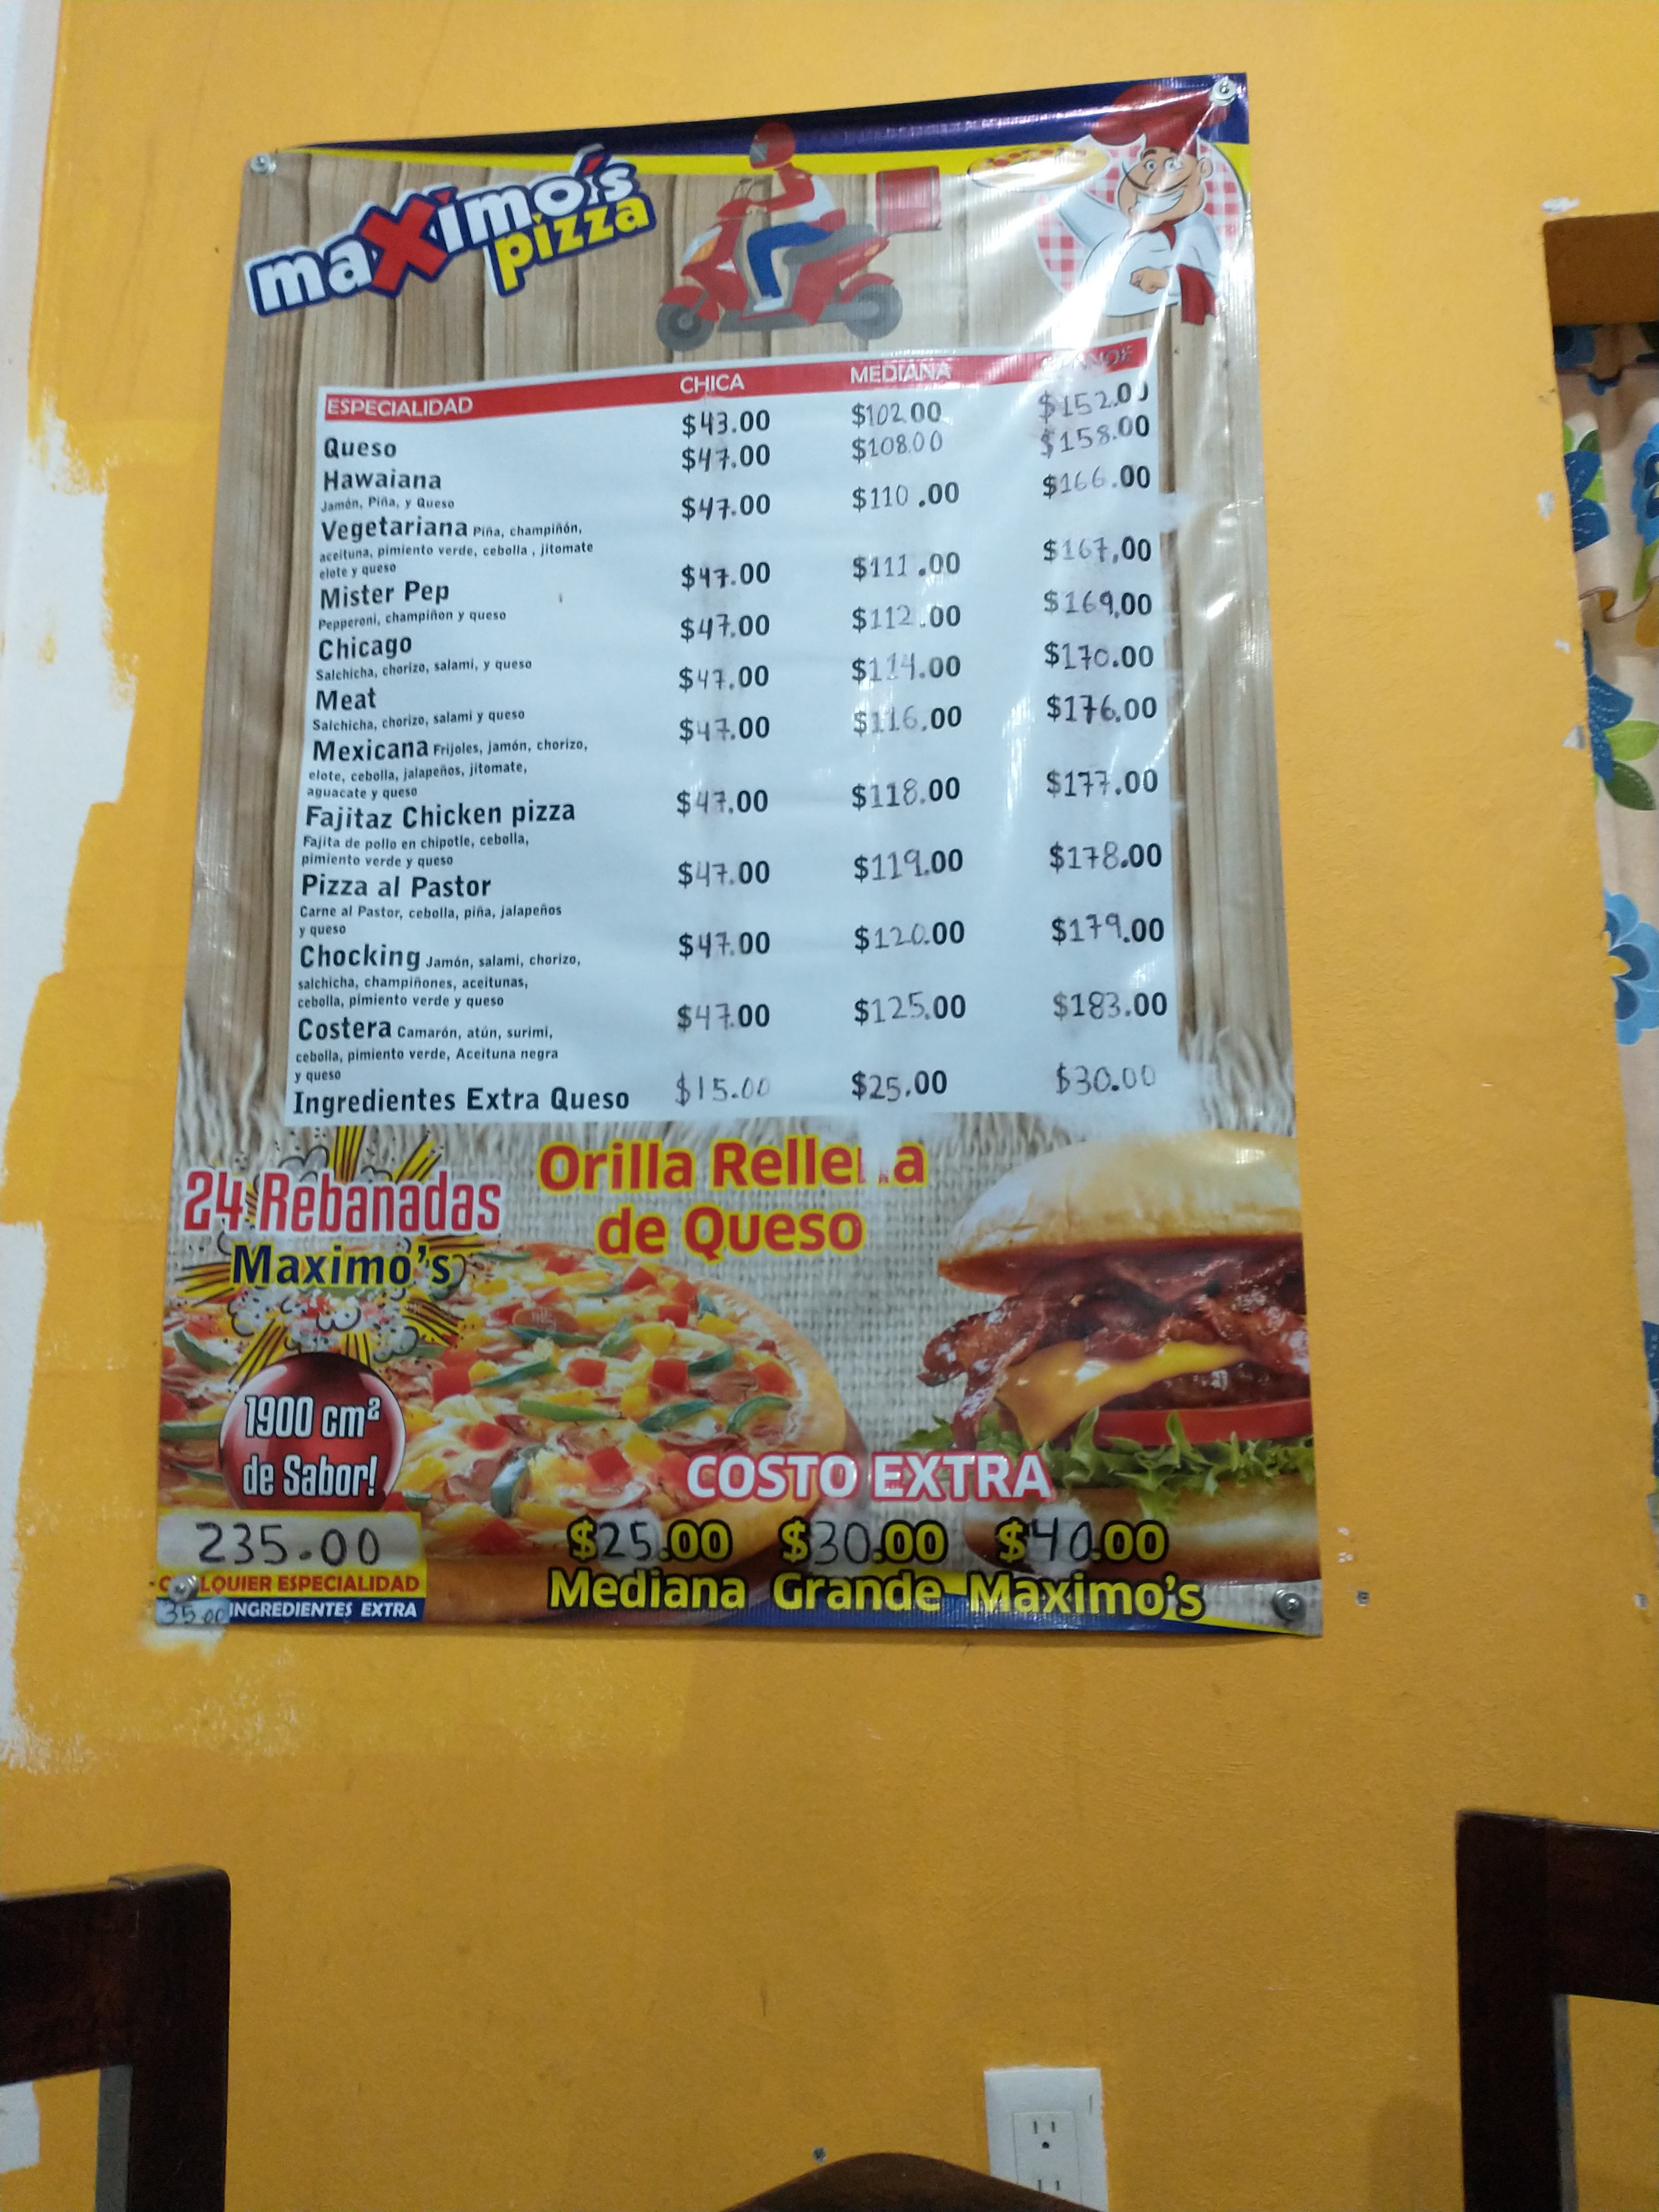 maxímo's
pizza
ESPECIALIDAD CHICA MEDIANA
Queso $43.00 $102.00 $152.00
Hawaiana $47.00 $108.00 $158.00
Jamón, Piña, y Queso
Vegetariana Piña, champiñón, $47.00 $110.00 $166.00
aceituna, pimiento verde, cebolla , jitomate
elote y queso
Mister Pep $47.00 $111.00 $167,00
Pepperoni, champiñon y queso
Chicago $47.00 $112.00 $169,00
Salchicha, chorizo, salami, y queso
Meat $47.00 $114.00 $170.00
Salchicha, chorizo, salami y queso
Mexicana Frijoles, jamón, chorizo, $47.00 $116.00 $176.00
elote, cebolla, jalapeños, jitomate,
aguacate y queso
Fajitaz Chicken pizza $47.00 $118.00 $177.00
Fajita de pollo en chipotle, cebolla,
pimiento verde y queso
Pizza al Pastor $47.00 $119.00 $178.00
Carne al Pastor, cebolla, piña, jalapeños
y queso
Chocking Jamón, salami, chorizo, $47.00 $120.00 $179.00
salchicha, champiñones, aceitunas,
cebolla, pimiento verde y queso
Costera Camarón, atún, surimi, $47.00 $125.00 $183.00
cebolla, pimiento verde, Aceituna negra
y queso
Ingredientes Extra Queso $15.00 $25.00 $30.00
24 Rebanadas
Maximo's
Orilla Rellena
de Queso
1900 cm²
de Sabor!
235.00
CUALQUIER ESPECIALIDAD
35.00 INGREDIENTES EXTRA
COSTO EXTRA
$25.00 $30.00 $40.00
Mediana Grande Maximo's